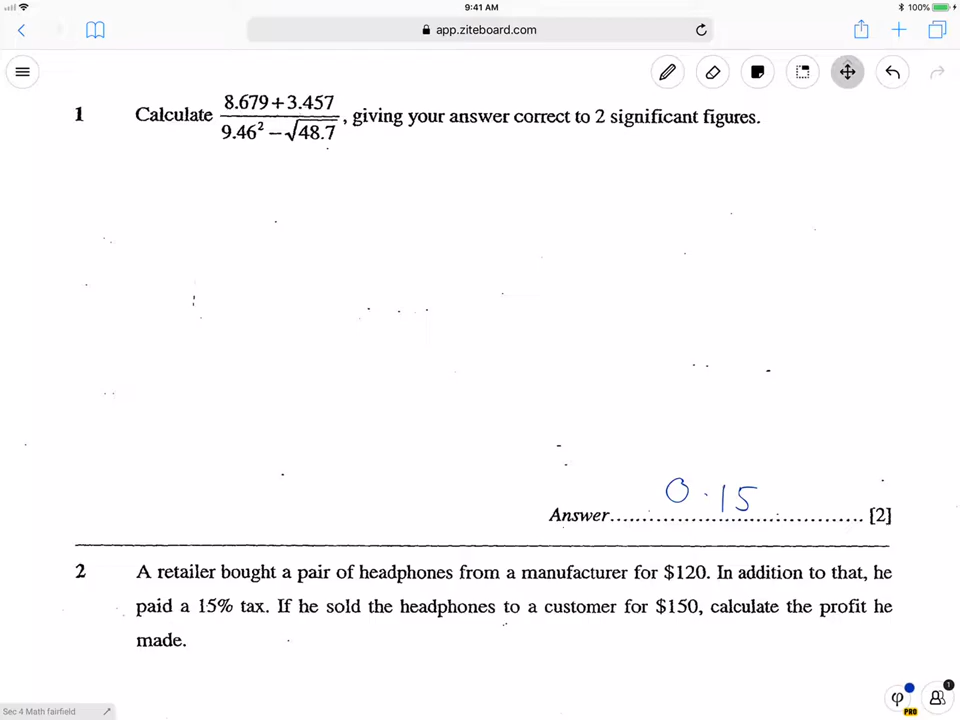 9:41 AM
100%
app.ziteboard.com
1 Calculate (8.679+3.457)/(9.46² − √48.7), giving your answer correct to 2 significant figures.
0.15
Answer.......................................... [2]
2 A retailer bought a pair of headphones from a manufacturer for $120. In addition to that, he
paid a 15% tax. If he sold the headphones to a customer for $150, calculate the profit he
made.
Sec 4 Math fairfield
φ PRO
1